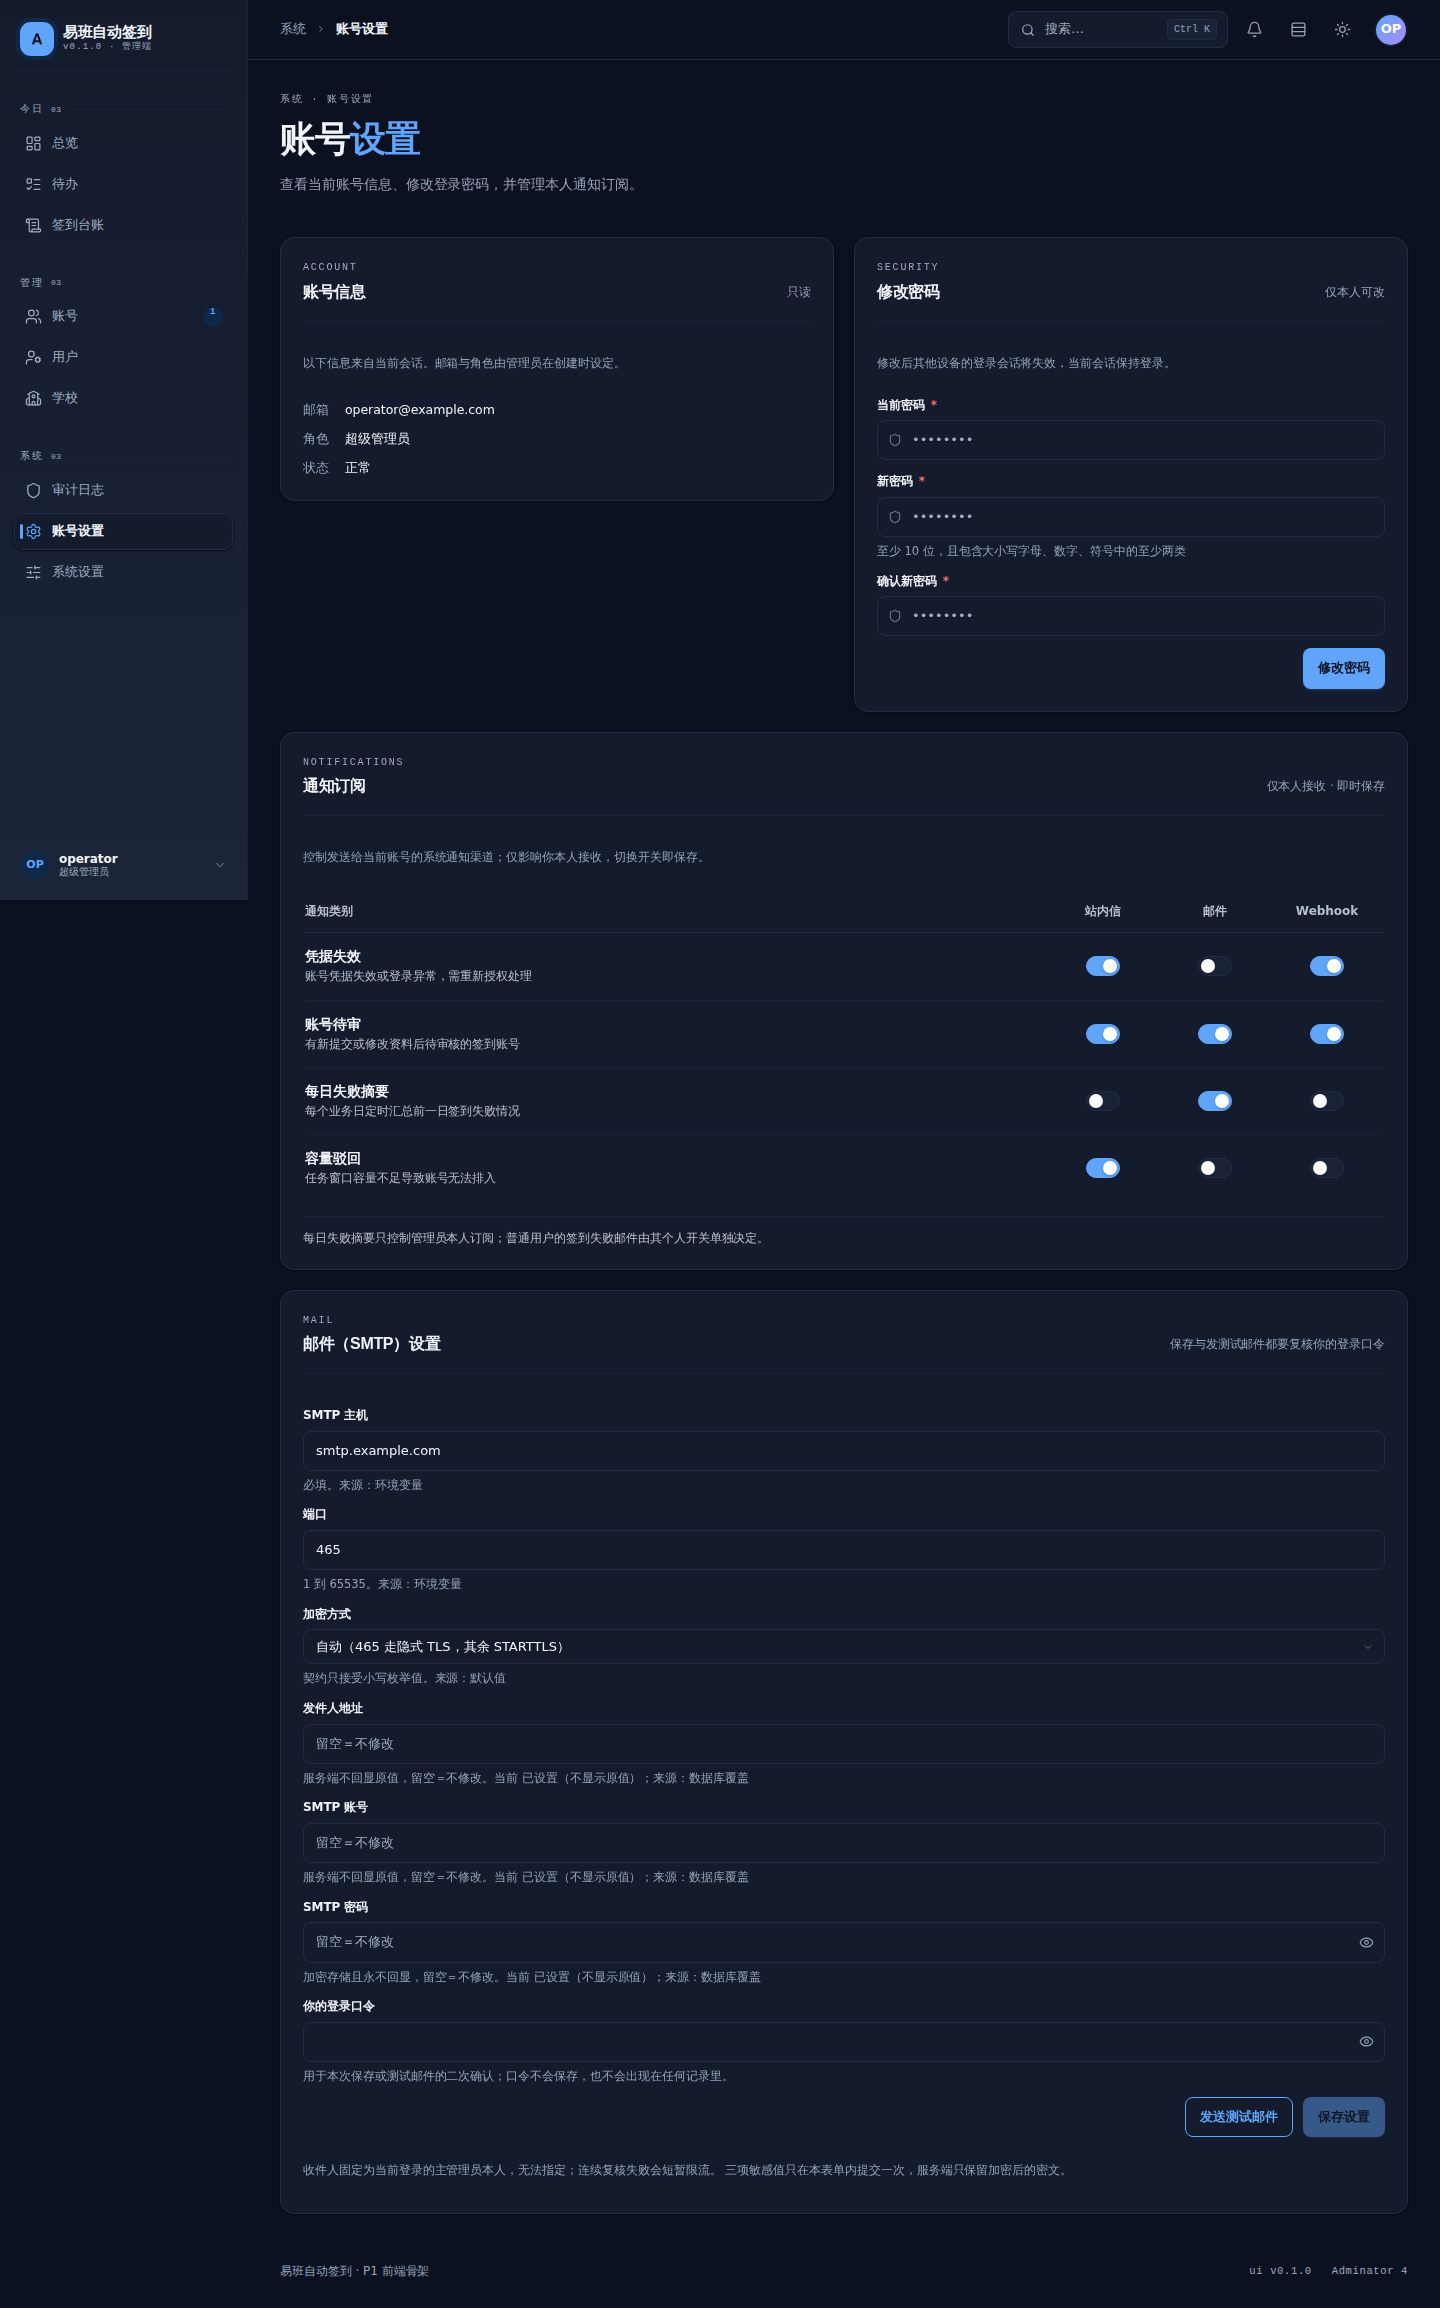 A
易班自动签到
v0.1.0 · 管理端
今日 03
总览
待办
签到台账
管理 03
账号 1
用户
学校
系统 03
审计日志
账号设置
系统设置
OP
operator
超级管理员
系统 › 账号设置
搜索… Ctrl K
OP
系统 · 账号设置
账号设置
查看当前账号信息、修改登录密码，并管理本人通知订阅。
ACCOUNT
账号信息 只读
以下信息来自当前会话。邮箱与角色由管理员在创建时设定。
邮箱 operator@example.com
角色 超级管理员
状态 正常
SECURITY
修改密码 仅本人可改
修改后其他设备的登录会话将失效，当前会话保持登录。
当前密码 *
••••••••
新密码 *
••••••••
至少 10 位，且包含大小写字母、数字、符号中的至少两类
确认新密码 *
••••••••
修改密码
NOTIFICATIONS
通知订阅 仅本人接收 · 即时保存
控制发送给当前账号的系统通知渠道；仅影响你本人接收，切换开关即保存。
通知类别 站内信 邮件 Webhook
凭据失效
账号凭据失效或登录异常，需重新授权处理
账号待审
有新提交或修改资料后待审核的签到账号
每日失败摘要
每个业务日定时汇总前一日签到失败情况
容量驳回
任务窗口容量不足导致账号无法排入
每日失败摘要只控制管理员本人订阅；普通用户的签到失败邮件由其个人开关单独决定。
MAIL
邮件（SMTP）设置 保存与发测试邮件都要复核你的登录口令
SMTP 主机
smtp.example.com
必填。来源：环境变量
端口
465
1 到 65535。来源：环境变量
加密方式
自动（465 走隐式 TLS，其余 STARTTLS）
契约只接受小写枚举值。来源：默认值
发件人地址
留空＝不修改
服务端不回显原值，留空＝不修改。当前 已设置（不显示原值）；来源：数据库覆盖
SMTP 账号
留空＝不修改
服务端不回显原值，留空＝不修改。当前 已设置（不显示原值）；来源：数据库覆盖
SMTP 密码
留空＝不修改
加密存储且永不回显，留空＝不修改。当前 已设置（不显示原值）；来源：数据库覆盖
你的登录口令
用于本次保存或测试邮件的二次确认；口令不会保存，也不会出现在任何记录里。
发送测试邮件 保存设置
收件人固定为当前登录的主管理员本人，无法指定；连续复核失败会短暂限流。 三项敏感值只在本表单内提交一次，服务端只保留加密后的密文。
易班自动签到 · P1 前端骨架 ui v0.1.0 Adminator 4